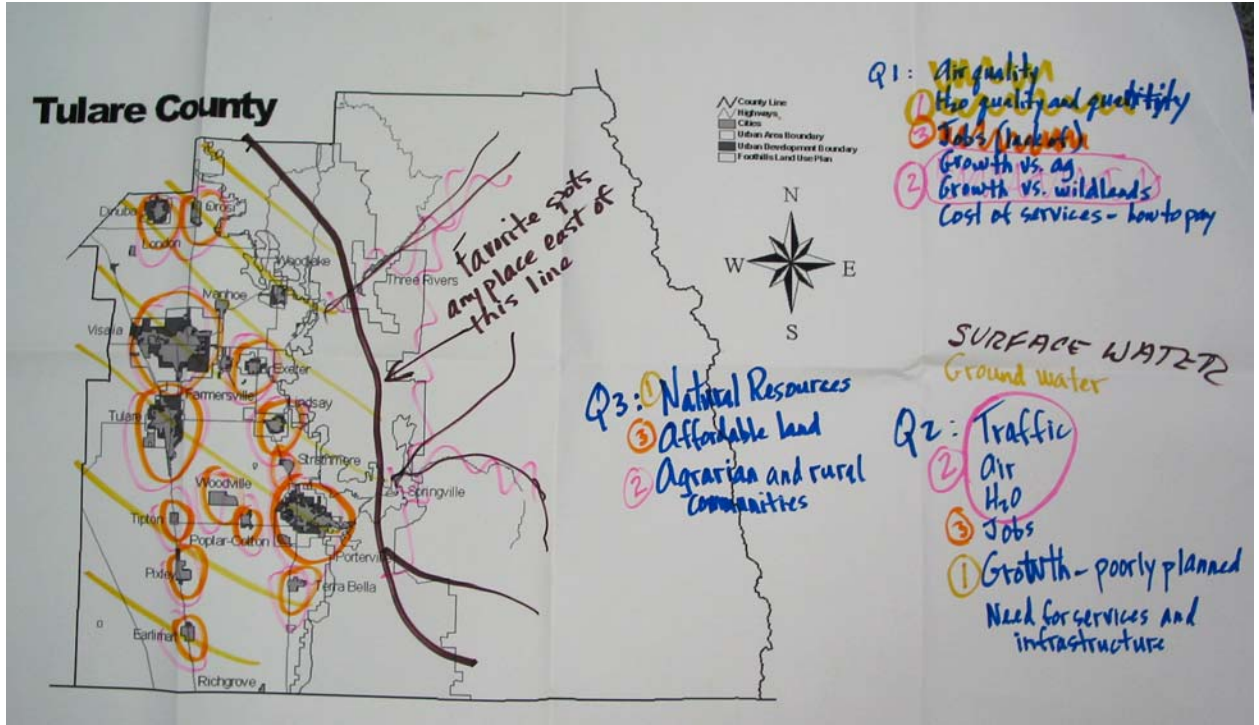 Tulare County
County Line
Highways
Cities
Urban Area Boundary
Urban Development Boundary
Foothills Land Use Plan
N
W
E
S
Dinuba
Orosi
London
Woodlake
Three Rivers
Ivanhoe
Visalia
Exeter
Farmersville
Tulare
Lindsay
Strathmore
Woodville
Springville
Tipton
Poplar-Cotton
Porterville
Pixley
Terra Bella
Earlimart
Richgrove
favorite spots
any place east of
this line
Q1: air quality
1 H2O quality and quantity
3 Jobs (lack of)
Growth vs. ag
2 Growth vs. wildlands
Cost of services - how to pay
SURFACE WATER
Ground water
Q2: Traffic
2 air
H2O
3 Jobs
1 Growth - poorly planned
Need for services and
infrastructure
Q3: 1 Natural Resources
3 Affordable land
2 Agrarian and rural
communities